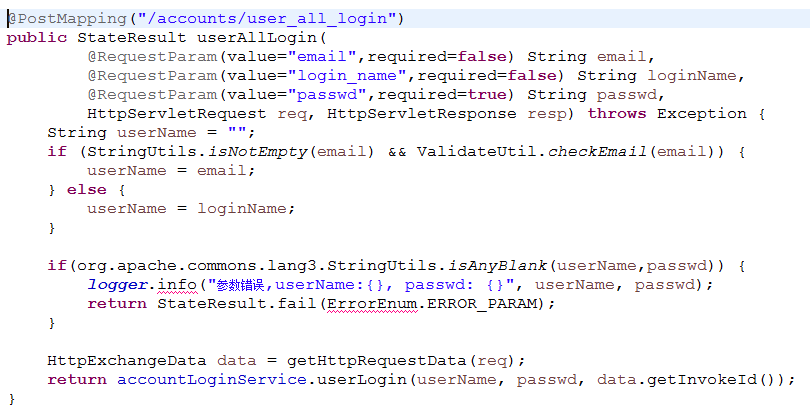 @PostMapping("/accounts/user_all_login")
public StateResult userAllLogin(
        @RequestParam(value="email",required=false) String email,
        @RequestParam(value="login_name",required=false) String loginName,
        @RequestParam(value="passwd",required=true) String passwd,
        HttpServletRequest req, HttpServletResponse resp) throws Exception {
    String userName = "";
    if (StringUtils.isNotEmpty(email) && ValidateUtil.checkEmail(email)) {
        userName = email;
    } else {
        userName = loginName;
    }

    if(org.apache.commons.lang3.StringUtils.isAnyBlank(userName,passwd)) {
        logger.info("参数错误,userName:{}, passwd: {}", userName, passwd);
        return StateResult.fail(ErrorEnum.ERROR_PARAM);
    }

    HttpExchangeData data = getHttpRequestData(req);
    return accountLoginService.userLogin(userName, passwd, data.getInvokeId());
}